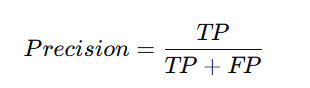 Precision = TP / TP + FP